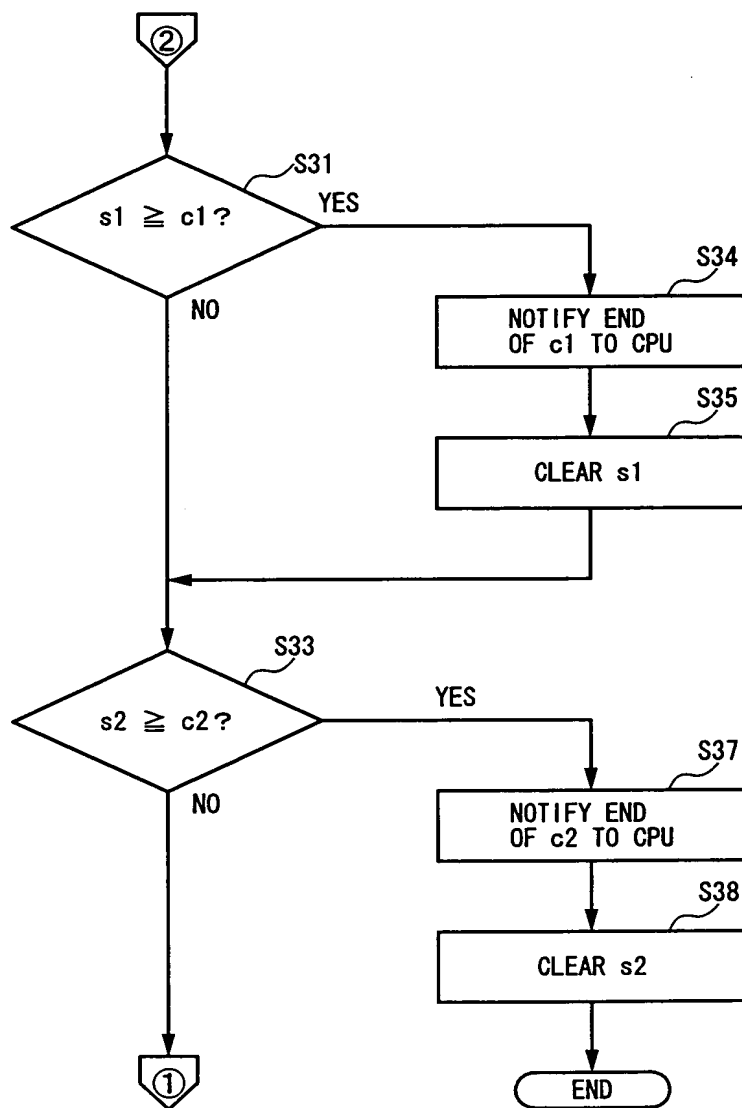 ②
S31
s1 ≧ c1?
YES
NO
S34
NOTIFY END
OF c1 TO CPU
S35
CLEAR s1
S33
s2 ≧ c2?
YES
NO
S37
NOTIFY END
OF c2 TO CPU
S38
CLEAR s2
①
END